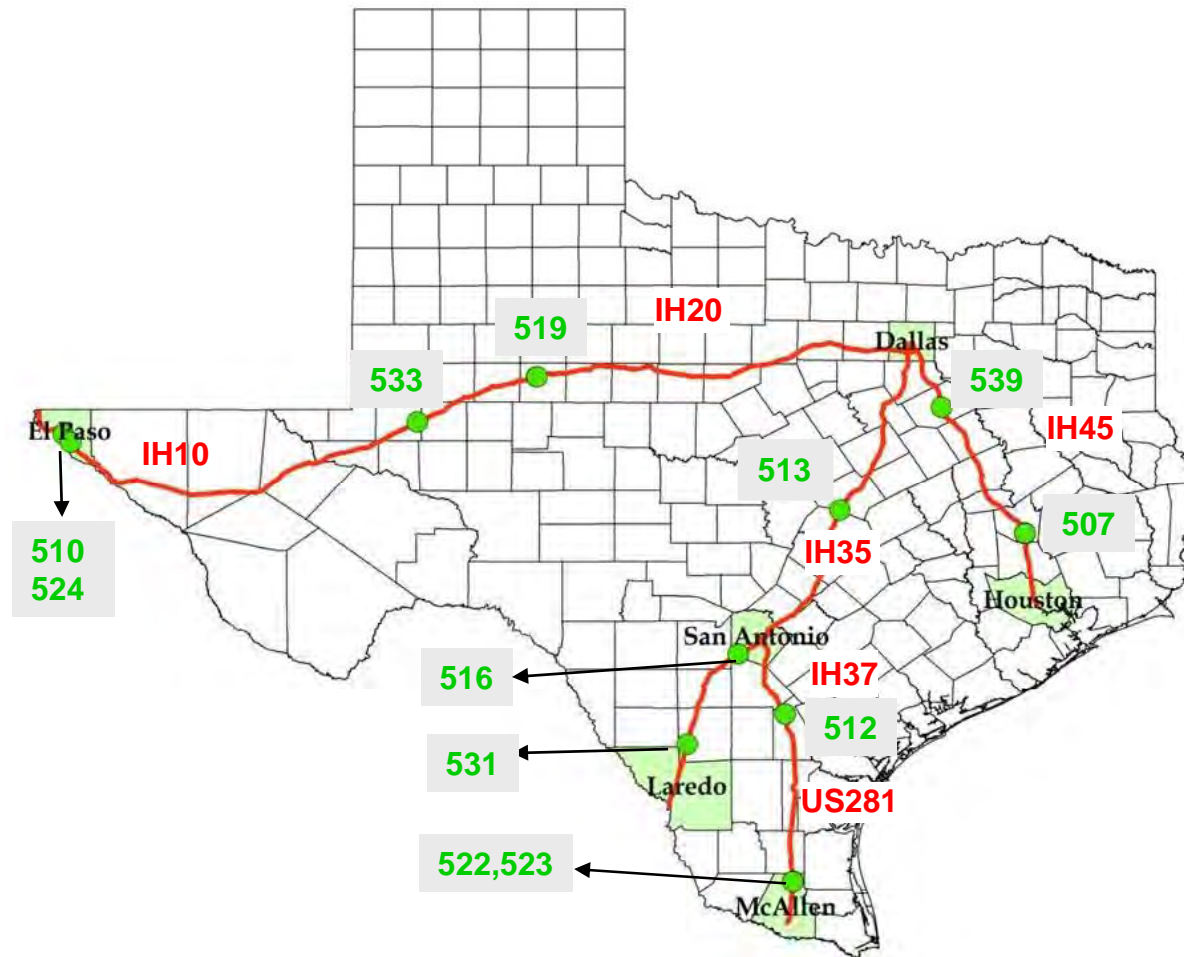 IH20
519
Dallas
533
539
El Paso
IH10
IH45
513
510
524
507
IH35
Houston
San Antonio
516
IH37
512
531
Laredo
US281
522,523
McAllen